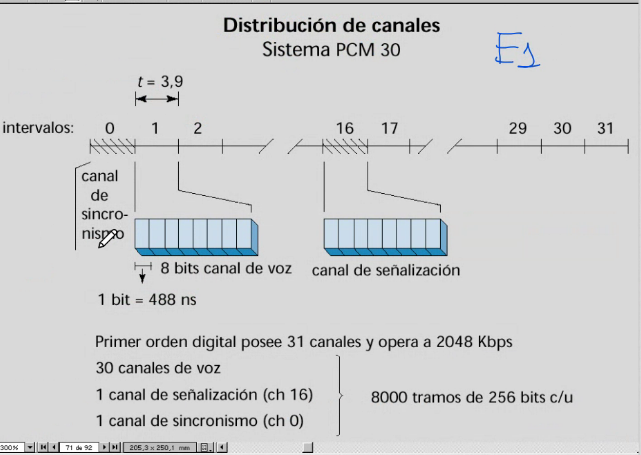 Distribución de canales
Sistema PCM 30
E1
t = 3,9
intervalos: 0 1 2 16 17 29 30 31
canal
de
sincro-
nismo
8 bits canal de voz
canal de señalización
1 bit = 488 ns
Primer orden digital posee 31 canales y opera a 2048 Kbps
30 canales de voz
1 canal de señalización (ch 16)
8000 tramos de 256 bits c/u
1 canal de sincronismo (ch 0)
300% 71 de 92 205,3 x 250,1 mm